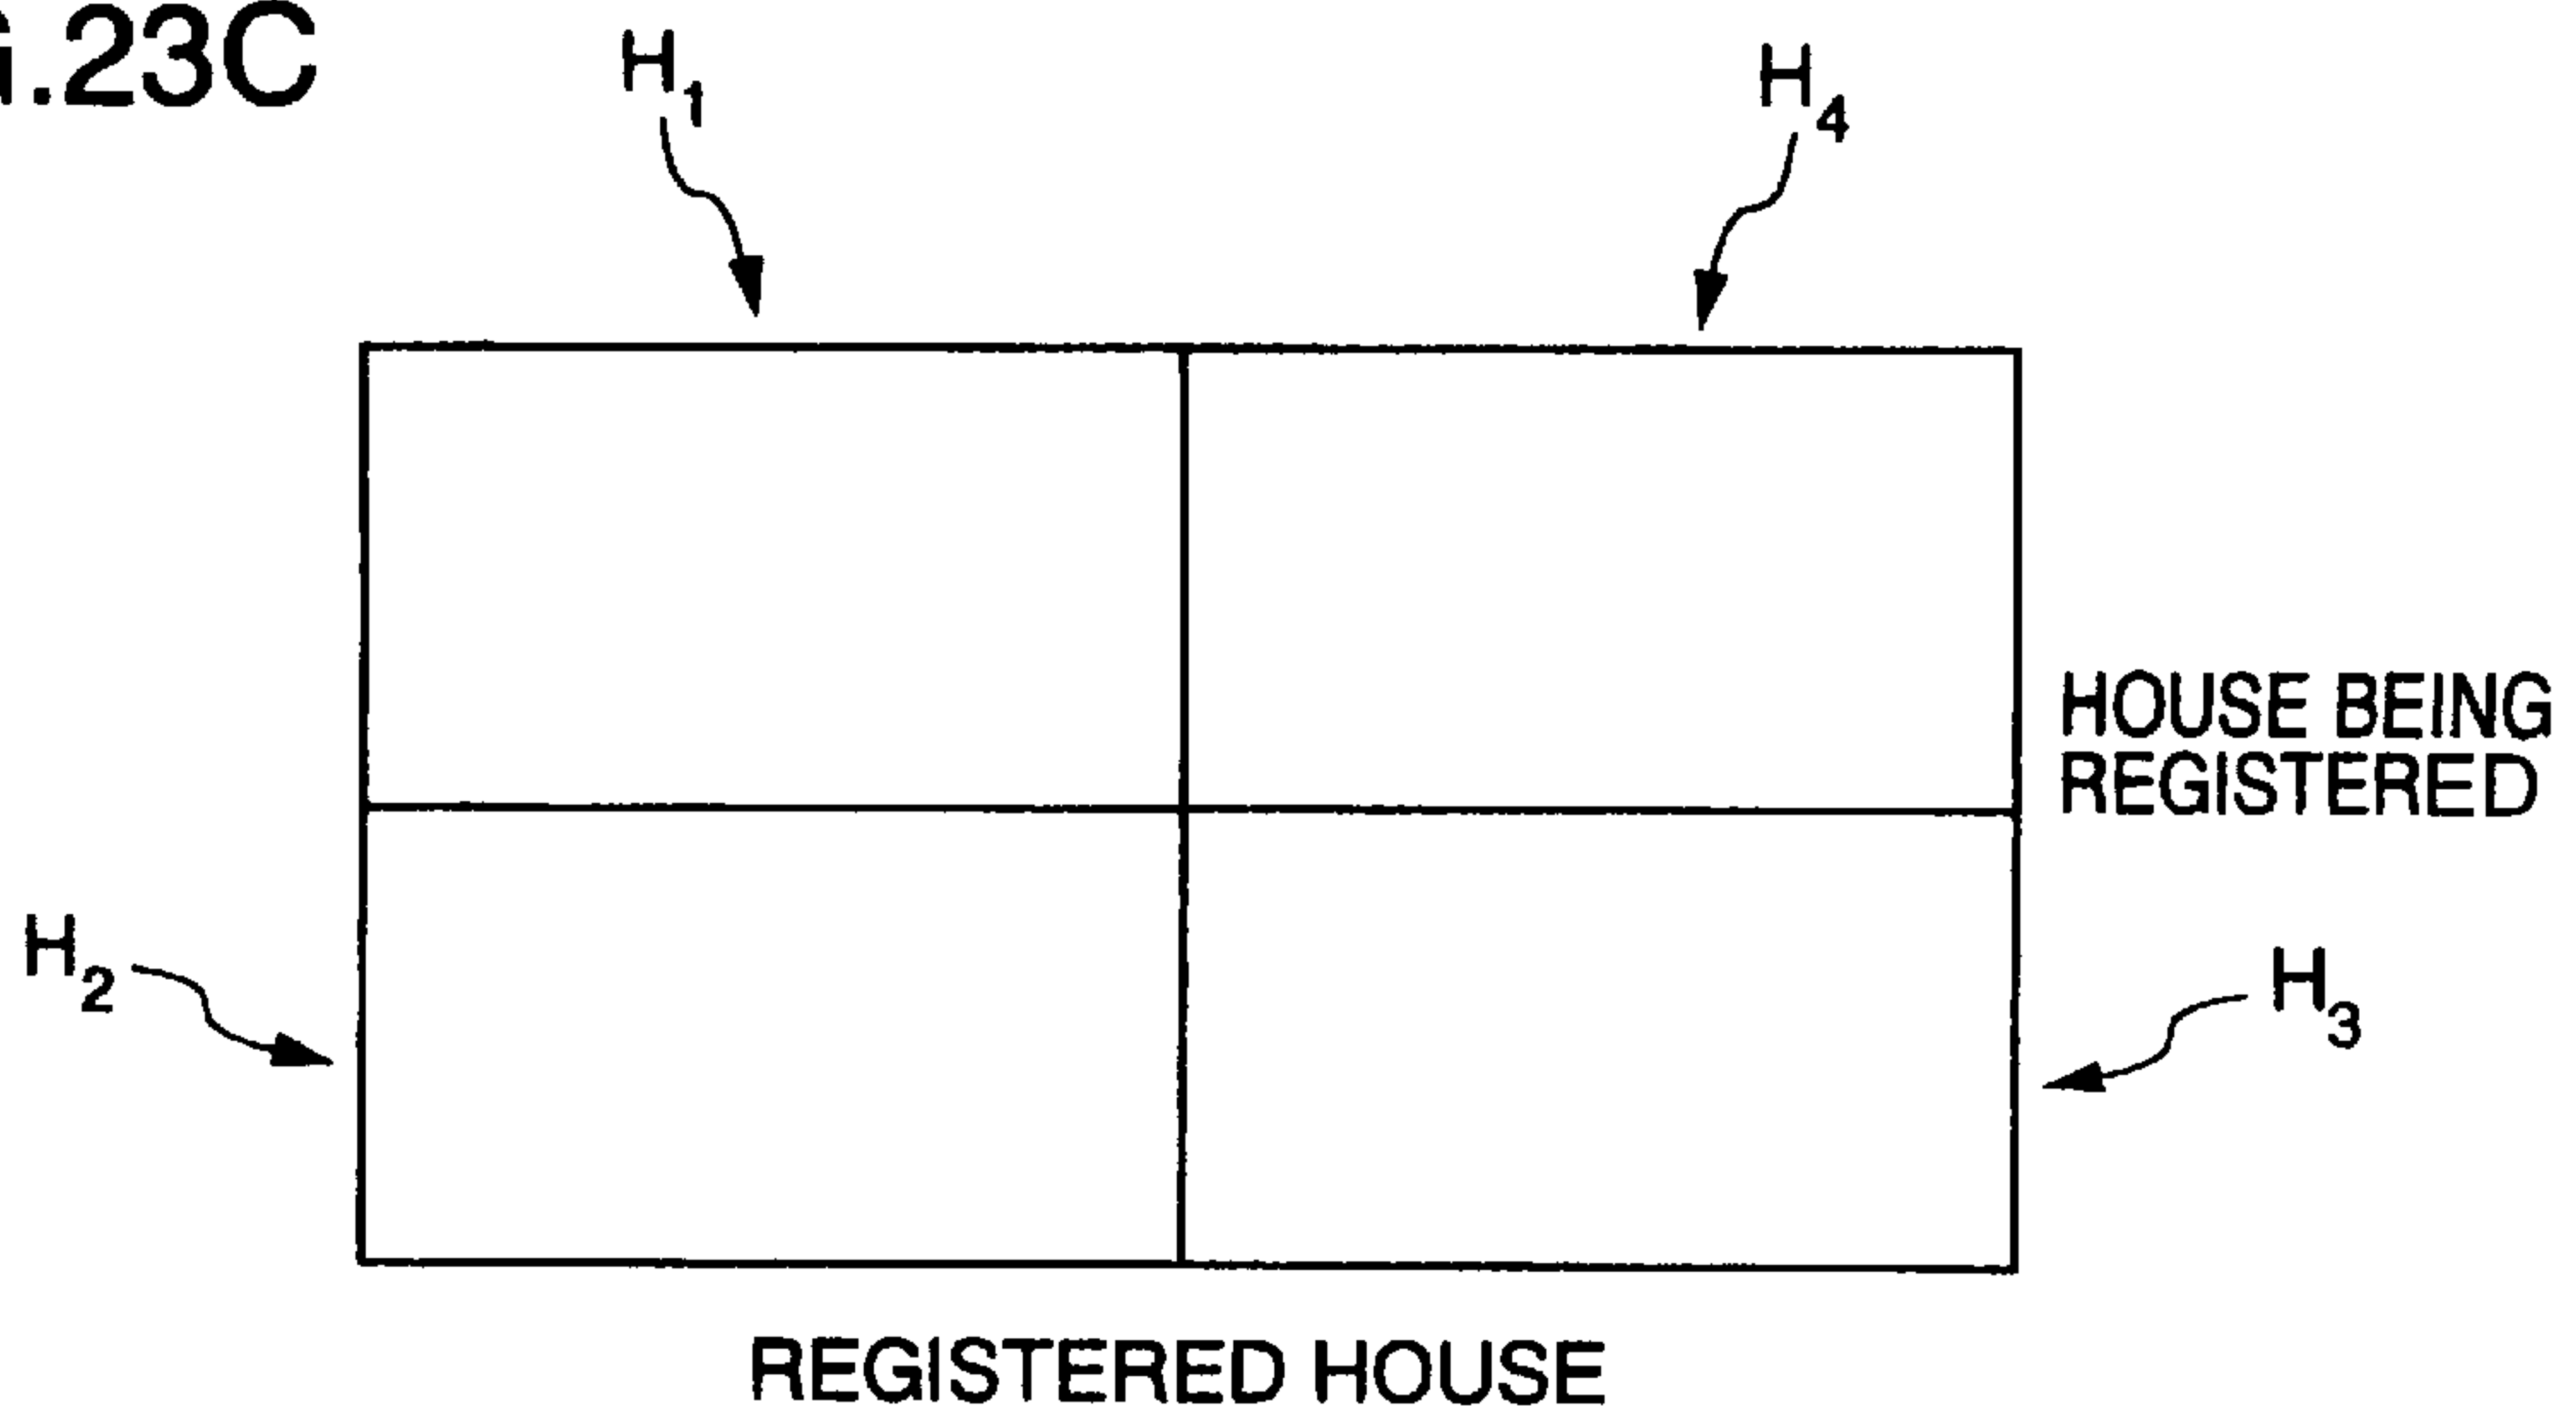 G.23C
H1
H4
HOUSE BEING
REGISTERED
H2
H3
REGISTERED HOUSE